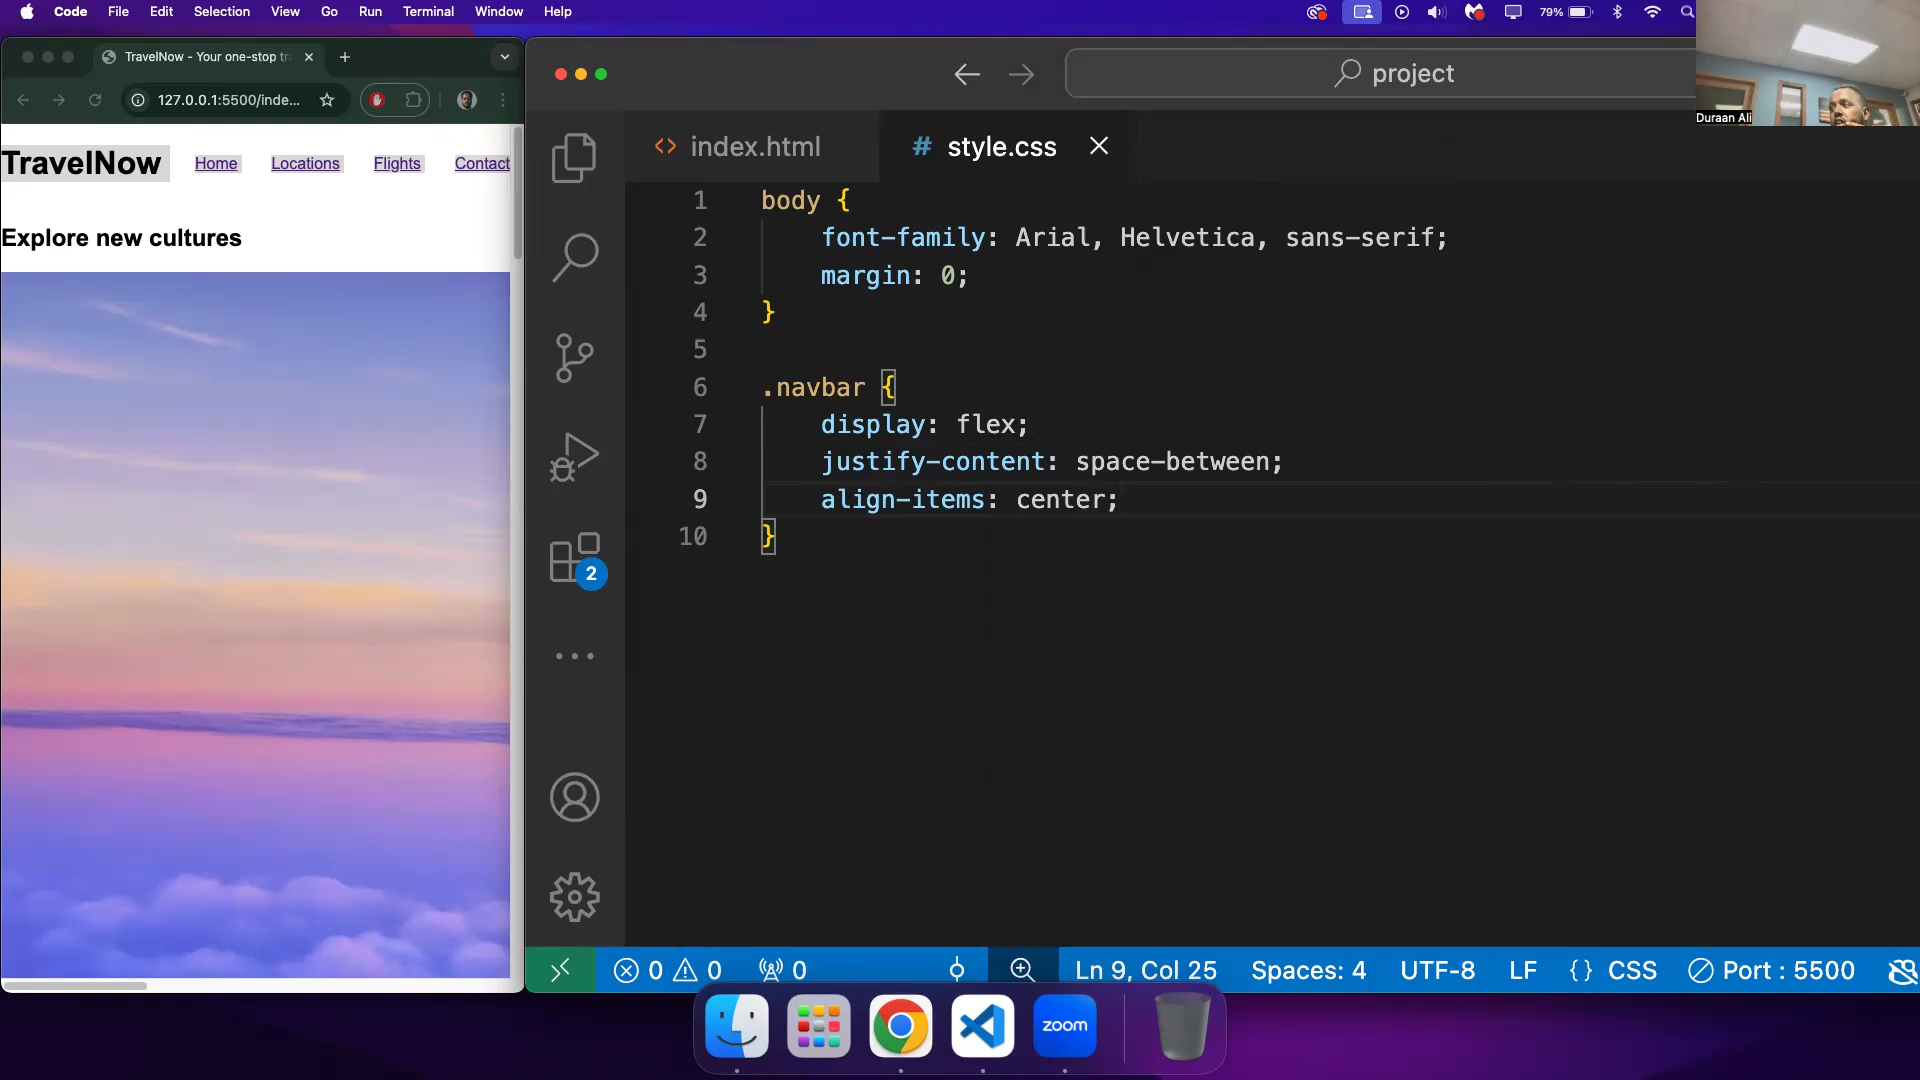 Code File Edit Selection View Go Run Terminal Window Help 79%
TravelNow - Your one-stop tr
127.0.0.1:5500/inde...
project
Duraan Ali
TravelNow Home Locations Flights Contact
Explore new cultures
index.html
# style.css
1 body {
2 font-family: Arial, Helvetica, sans-serif;
3 margin: 0;
4 }
5
6 .navbar {
7 display: flex;
8 justify-content: space-between;
9 align-items: center;
10 }
2
0 0 0 Ln 9, Col 25 Spaces: 4 UTF-8 LF {} CSS Port : 5500
zoom